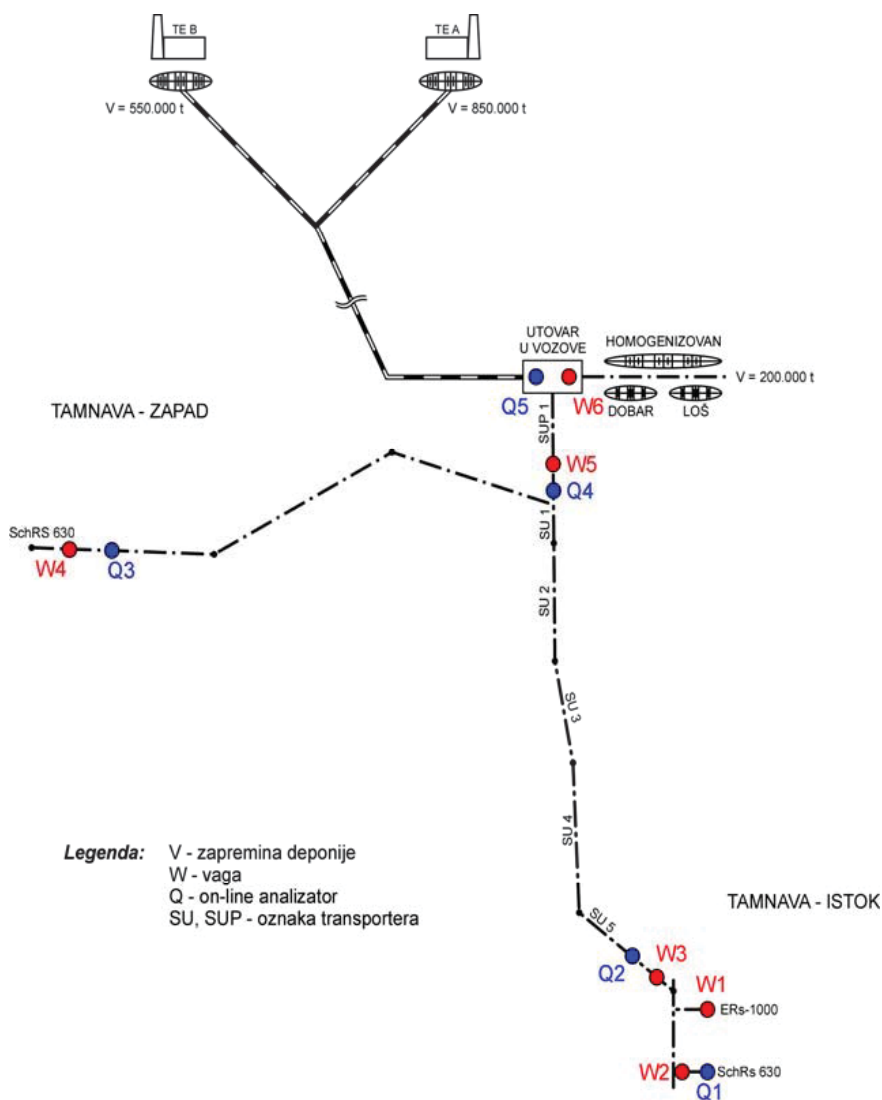 TE B
TE A
V = 550.000 t
V = 850.000 t
UTOVAR
U VOZOVE
HOMOGENIZOVAN
V = 200.000 t
Q5
W6
DOBAR
LOŠ
SUP 1
TAMNAVA - ZAPAD
W5
Q4
SU 1
SchRS 630
W4
Q3
SU 2
SU 3
SU 4
Legenda:
V - zapremina deponije
W - vaga
Q - on-line analizator
SU, SUP - oznaka transportera
TAMNAVA - ISTOK
SU 5
Q2
W3
W1
ERs-1000
W2
SchRs 630
Q1